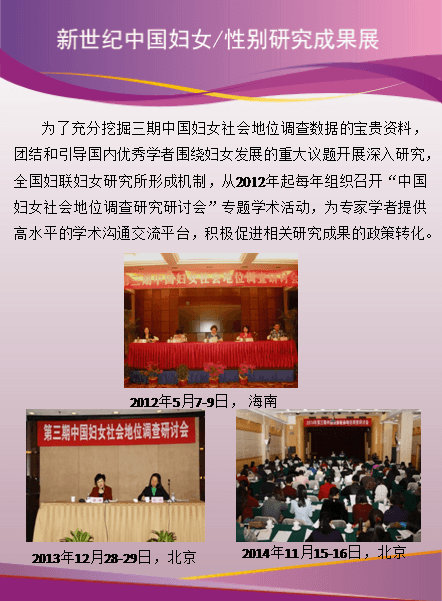 新世纪中国妇女/性别研究成果展
为了充分挖掘三期中国妇女社会地位调查数据的宝贵资料，
团结和引导国内优秀学者围绕妇女发展的重大议题开展深入研究，
全国妇联妇女研究所形成机制，从2012年起每年组织召开“中国
妇女社会地位调查研究研讨会”专题学术活动，为专家学者提供
高水平的学术沟通交流平台，积极促进相关研究成果的政策转化。
三期中国妇女社会地位调查研讨会
2012年5月7-9日， 海南
第三期中国妇女社会地位调查研讨会
2013年12月28-29日，北京
2014年11月15-16日，北京